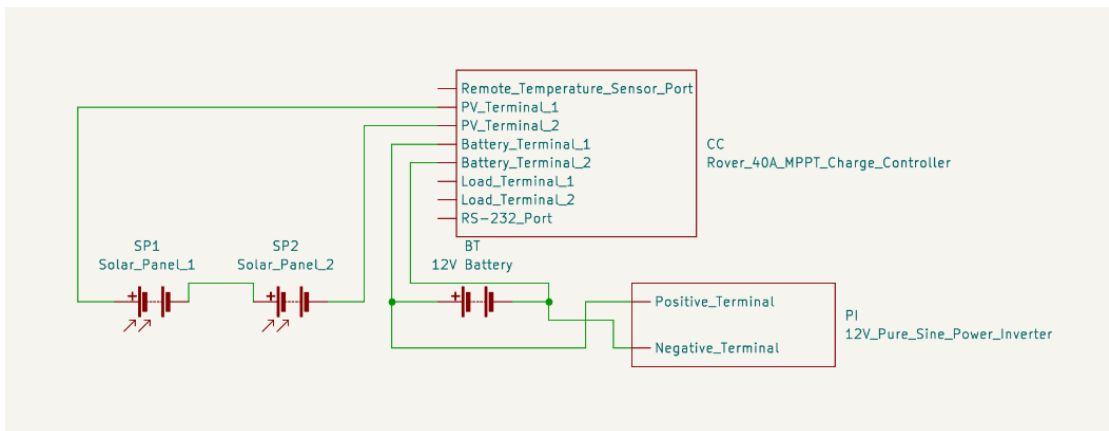 Remote_Temperature_Sensor_Port
PV_Terminal_1
PV_Terminal_2
Battery_Terminal_1
Battery_Terminal_2
Load_Terminal_1
Load_Terminal_2
RS-232_Port
CC
Rover_40A_MPPT_Charge_Controller
SP1
Solar_Panel_1
SP2
Solar_Panel_2
BT
12V Battery
+
+
+
Positive_Terminal
Negative_Terminal
PI
12V_Pure_Sine_Power_Inverter